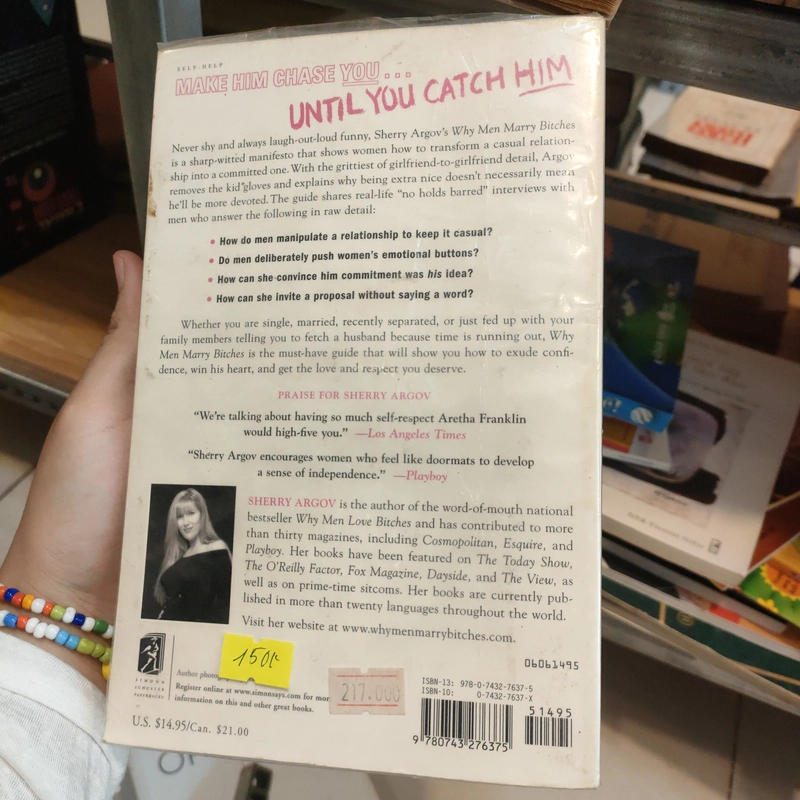 SELF-HELP
MAKE HIM CHASE YOU...
UNTIL YOU CATCH HIM
Never shy and always laugh-out-loud funny, Sherry Argov's Why Men Marry Bitches
is a sharp-witted manifesto that shows women how to transform a casual relation-
ship into a committed one. With the grittiest of girlfriend-to-girlfriend detail, Argov
removes the kid gloves and explains why being extra nice doesn't necessarily mean
he'll be more devoted. The guide shares real-life "no holds barred" interviews with
men who answer the following in raw detail:
• How do men manipulate a relationship to keep it casual?
• Do men deliberately push women's emotional buttons?
• How can she convince him commitment was his idea?
• How can she invite a proposal without saying a word?
Whether you are single, married, recently separated, or just fed up with your
family members telling you to fetch a husband because time is running out, Why
Men Marry Bitches is the must-have guide that will show you how to exude confi-
dence, win his heart, and get the love and respect you deserve.
PRAISE FOR SHERRY ARGOV
"We're talking about having so much self-respect Aretha Franklin
would high-five you." —Los Angeles Times
"Sherry Argov encourages women who feel like doormats to develop
a sense of independence." —Playboy
SHERRY ARGOV is the author of the word-of-mouth national
bestseller Why Men Love Bitches and has contributed to more
than thirty magazines, including Cosmopolitan, Esquire, and
Playboy. Her books have been featured on The Today Show,
The O'Reilly Factor, Fox Magazine, Dayside, and The View, as
well as on prime-time sitcoms. Her books are currently pub-
lished in more than twenty languages throughout the world.
Visit her website at www.whymenmarrybitches.com.
06061495
150k
217.000
SIMON &
SCHUSTER
PAPERBACKS
Author
Register online at www.simonsays.com for mor
information on this and other great books.
U.S. $14.95/Can. $21.00
ISBN-13: 978-0-7432-7637-5
ISBN-10: 0-7432-7637-X
51495
9 780743 276375